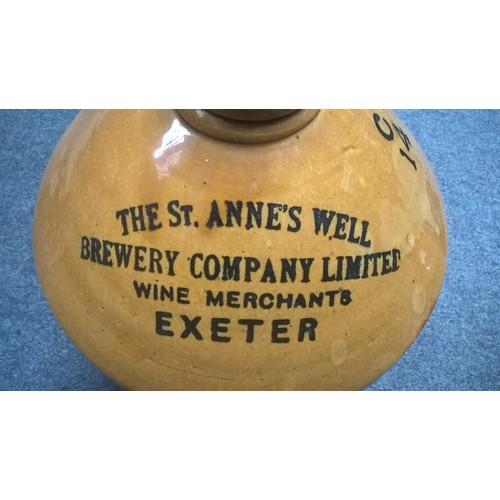 THE ST. ANNE'S WELL
BREWERY COMPANY LIMITED
WINE MERCHANTS
EXETER